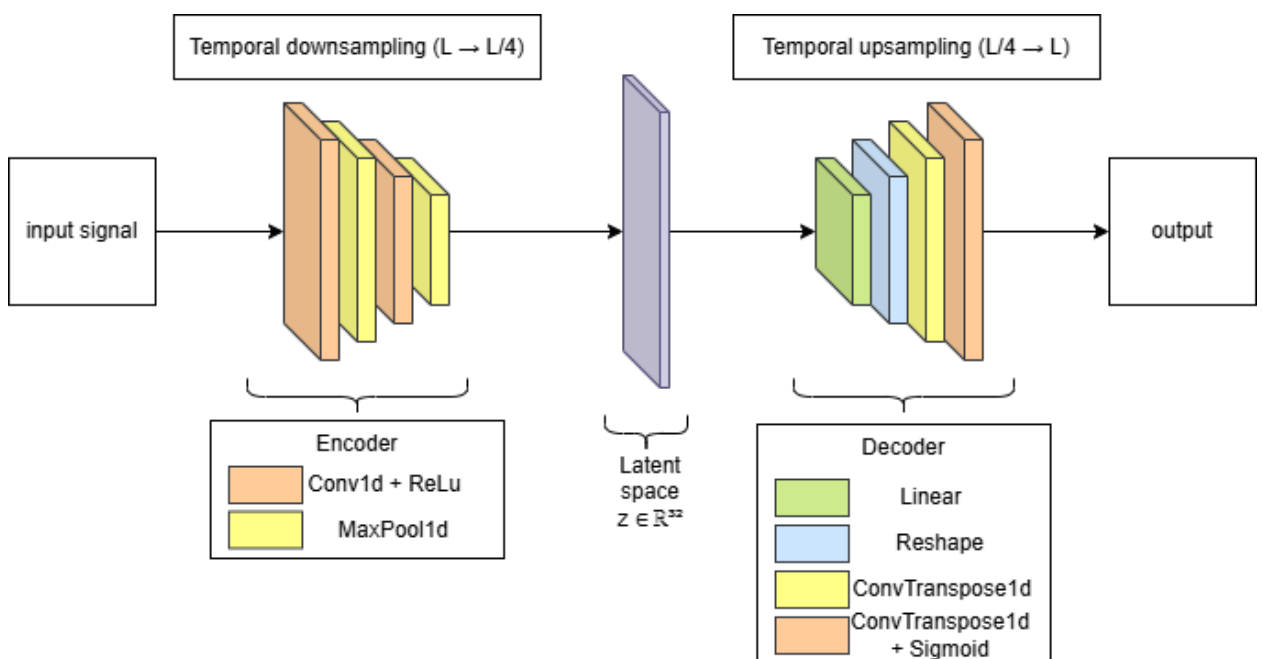 Temporal downsampling (L → L/4)
Temporal upsampling (L/4 → L)
input signal
output
Encoder
Conv1d + ReLu
MaxPool1d
Latent
space
z ∈ ℝ³²
Decoder
Linear
Reshape
ConvTranspose1d
ConvTranspose1d
+ Sigmoid